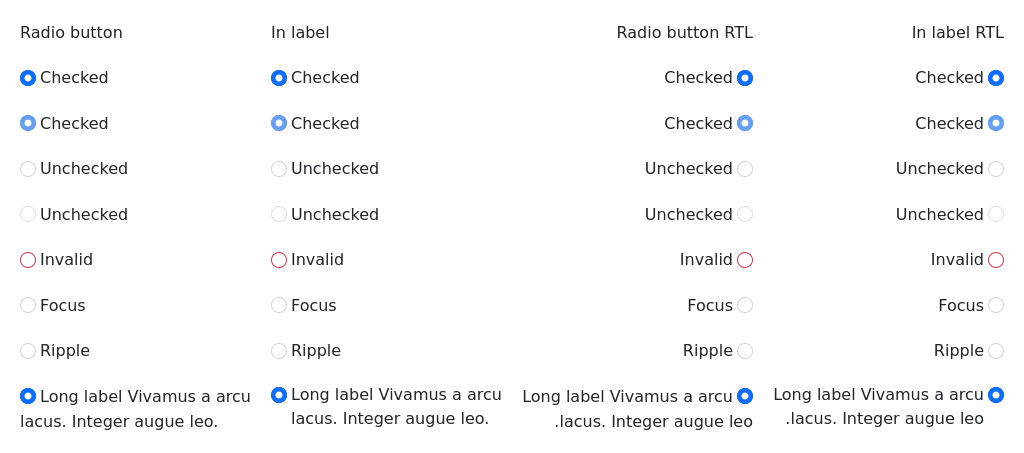 Radio button
In label
Radio button RTL
In label RTL
Checked
Checked
Checked
Checked
Checked
Checked
Checked
Checked
Unchecked
Unchecked
Unchecked
Unchecked
Unchecked
Unchecked
Unchecked
Unchecked
Invalid
Invalid
Invalid
Invalid
Focus
Focus
Focus
Focus
Ripple
Ripple
Ripple
Ripple
Long label Vivamus a arcu
lacus. Integer augue leo.
Long label Vivamus a arcu
lacus. Integer augue leo.
Long label Vivamus a arcu
.lacus. Integer augue leo
Long label Vivamus a arcu
.lacus. Integer augue leo